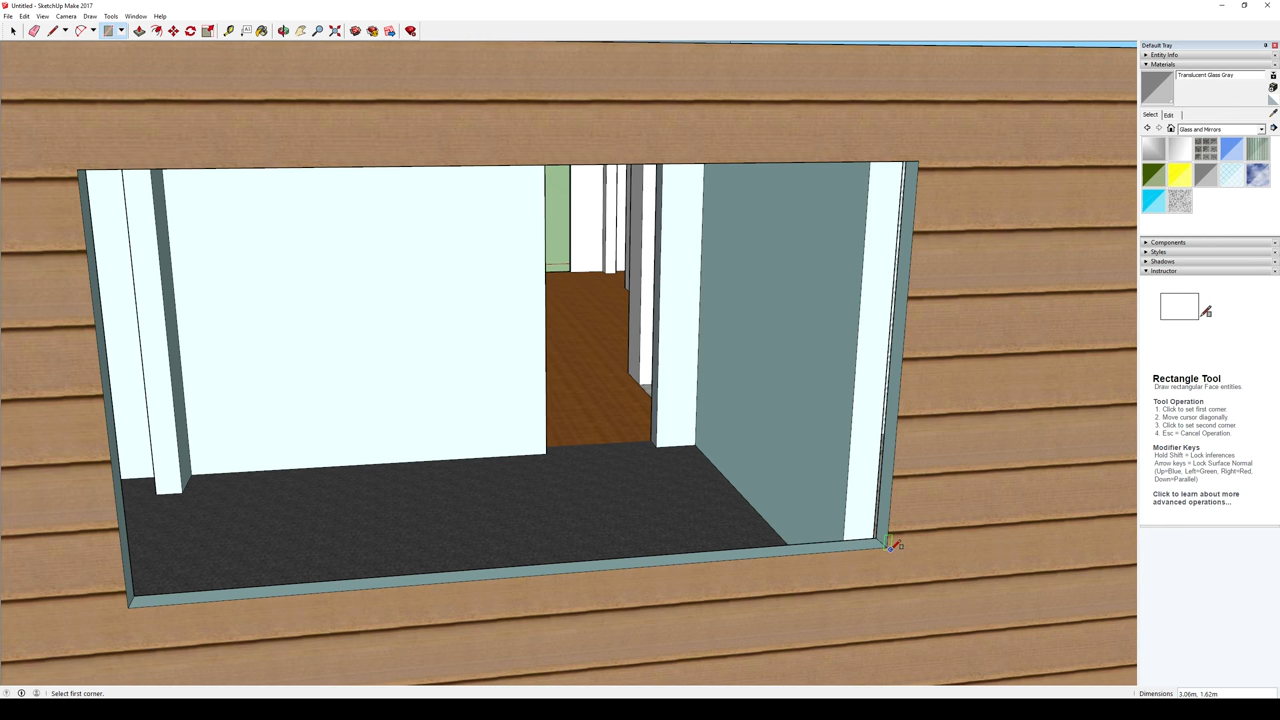 Untitled - SketchUp Make 2017
File Edit View Camera Draw Tools Window Help
Default Tray
Entity Info
Materials
Translucent Glass Gray
Select Edit
Glass and Mirrors
Components
Styles
Shadows
Instructor
Rectangle Tool
Draw rectangular Face entities.
Tool Operation
1. Click to set first corner.
2. Move cursor diagonally.
3. Click to set second corner.
4. Esc = Cancel Operation.
Modifier Keys
Hold Shift = Lock inferences
Arrow keys = Lock Surface Normal
(Up=Blue, Left=Green, Right=Red,
Down=Parallel)
Click to learn about more
advanced operations...
Select first corner.
Dimensions 3.06m, 1.62m